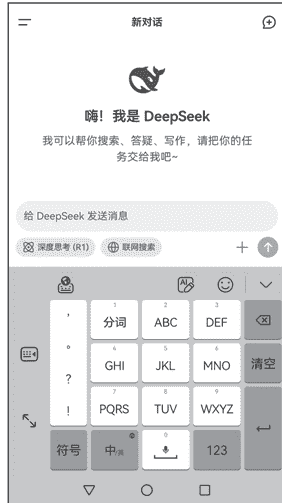 新对话
嗨！我是 DeepSeek
我可以帮你搜索、答疑、写作，请把你的任
务交给我吧~
给 DeepSeek 发送消息
深度思考 (R1) 联网搜索
AI
， 1 分词 2 ABC 3 DEF
。 4 GHI 5 JKL 6 MNO 清空
？
！ 7 PQRS 8 TUV 9 WXYZ
符号 中/英 0 123